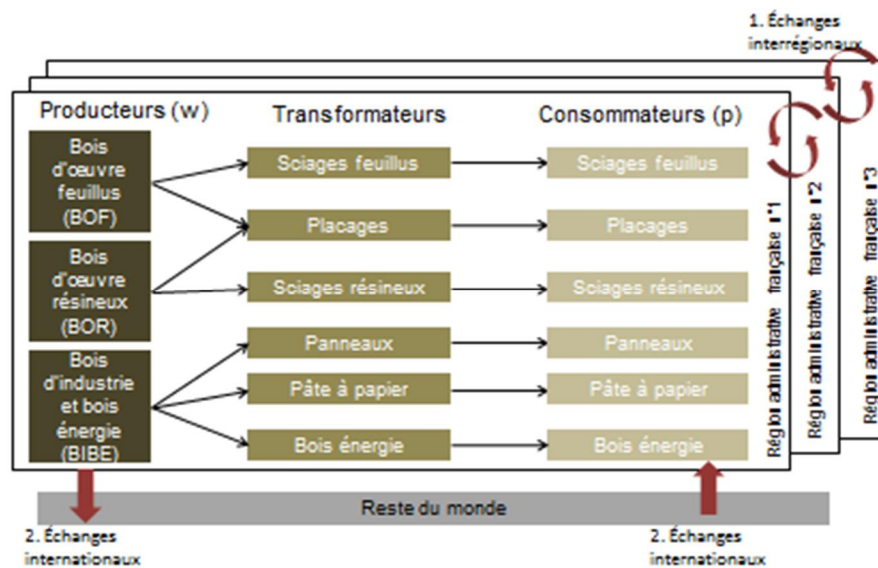 1. Échanges
interrégionaux
Producteurs (w)
Transformateurs
Consommateurs (p)
Bois
d'œuvre
feuillus
(BOF)
Bois
d'œuvre
résineux
(BOR)
Bois
d'industrie
et bois
énergie
(BIBE)
Sciages feuillus
Placages
Sciages résineux
Panneaux
Pâte à papier
Bois énergie
Sciages feuillus
Placages
Sciages résineux
Panneaux
Pâte à papier
Bois énergie
Région administrative française n°1
Région administrative française n°2
Région administrative française n°3
Reste du monde
2. Échanges
internationaux
2. Échanges
internationaux